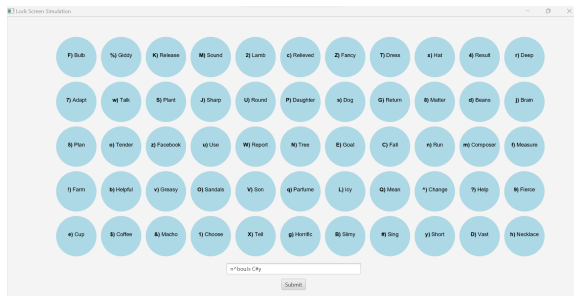 Lock Screen Simulation
F) Bulb %) Giddy K) Release M) Sound 2) Lamb c) Relieved Z) Fancy T) Dress x) Hat 4) Result r) Deep
7) Adapt w) Talk S) Plant J) Sharp U) Round P) Daughter s) Dog G) Return 8) Matter d) Beans j) Brain
5) Plan o) Tender z) Facebook u) Use W) Report N) Tree E) Goat C) Fall n) Run m) Composer f) Measure
!) Farm b) Helpful v) Greasy O) Sandals V) Son q) Parfume L) Icy Q) Mean ^) Change ?) Help 9) Fierce
e) Cup $) Coffee &) Macho 1) Choose X) Tell g) Horrific B) Slimy #) Sing y) Short D) Vast h) Necklace
Submit